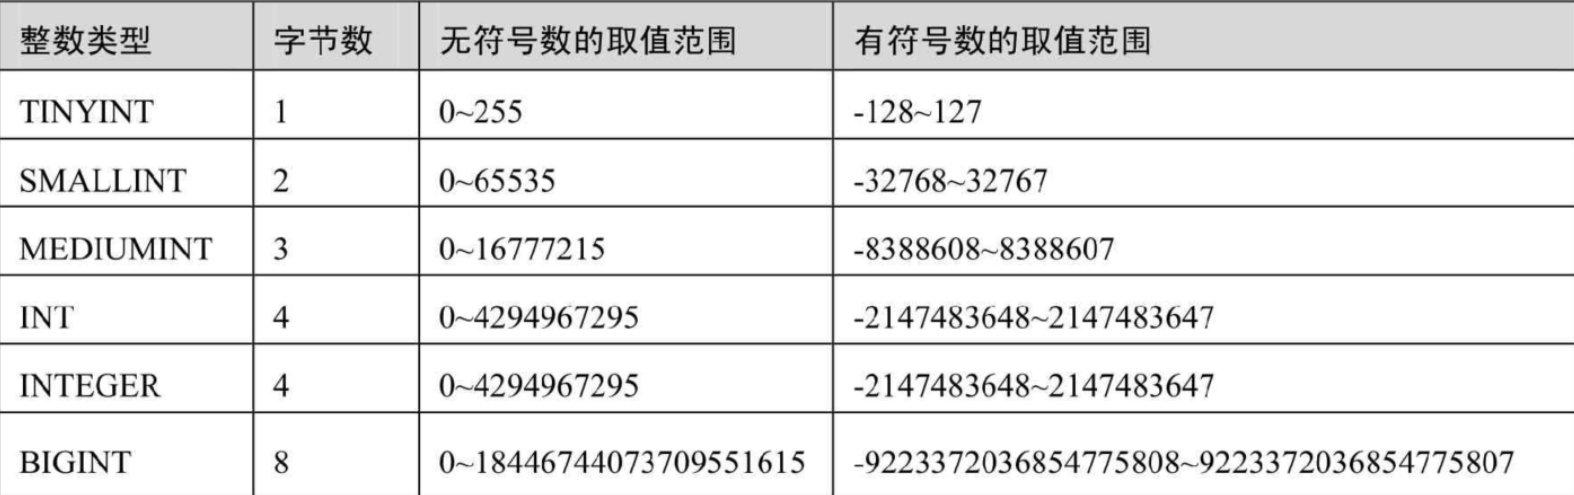 整数类型 字节数 无符号数的取值范围 有符号数的取值范围
TINYINT 1 0~255 -128~127
SMALLINT 2 0~65535 -32768~32767
MEDIUMINT 3 0~16777215 -8388608~8388607
INT 4 0~4294967295 -2147483648~2147483647
INTEGER 4 0~4294967295 -2147483648~2147483647
BIGINT 8 0~18446744073709551615 -9223372036854775808~9223372036854775807